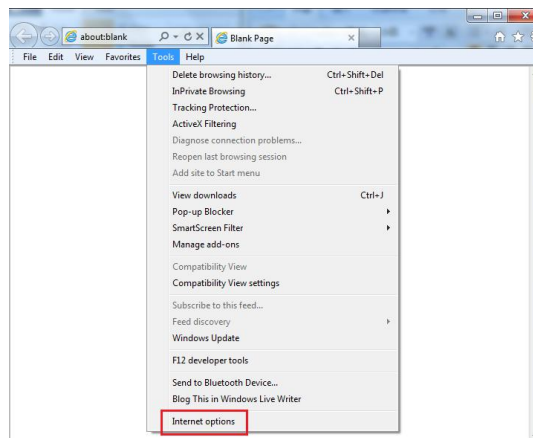 about:blank
Blank Page
File Edit View Favorites Tools Help
Delete browsing history... Ctrl+Shift+Del
InPrivate Browsing Ctrl+Shift+P
Tracking Protection...
ActiveX Filtering
Diagnose connection problems...
Reopen last browsing session
Add site to Start menu
View downloads Ctrl+J
Pop-up Blocker
SmartScreen Filter
Manage add-ons
Compatibility View
Compatibility View settings
Subscribe to this feed...
Feed discovery
Windows Update
F12 developer tools
Send to Bluetooth Device...
Blog This in Windows Live Writer
Internet options